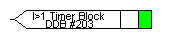 I>1 Timer Block
DDB #203